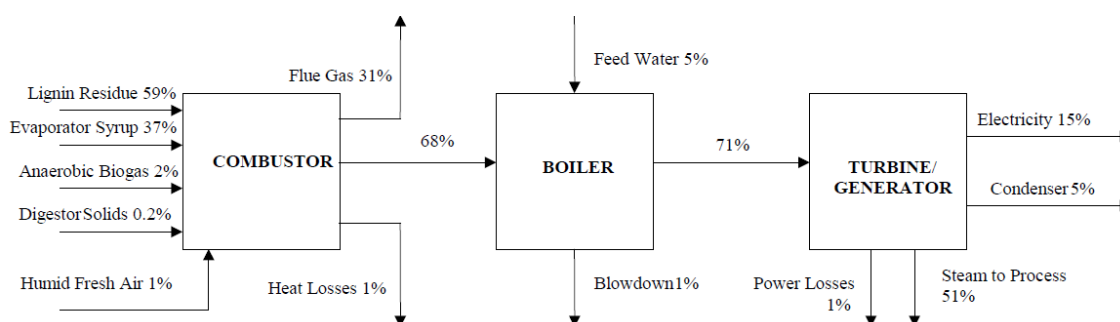 Flue Gas 31%
Feed Water 5%
Lignin Residue 59%
Evaporator Syrup 37%
Anaerobic Biogas 2%
DigestorSolids 0.2%
Humid Fresh Air 1%
COMBUSTOR
68%
Heat Losses 1%
BOILER
71%
Blowdown1%
TURBINE/
GENERATOR
Electricity 15%
Condenser 5%
Power Losses
1%
Steam to Process
51%